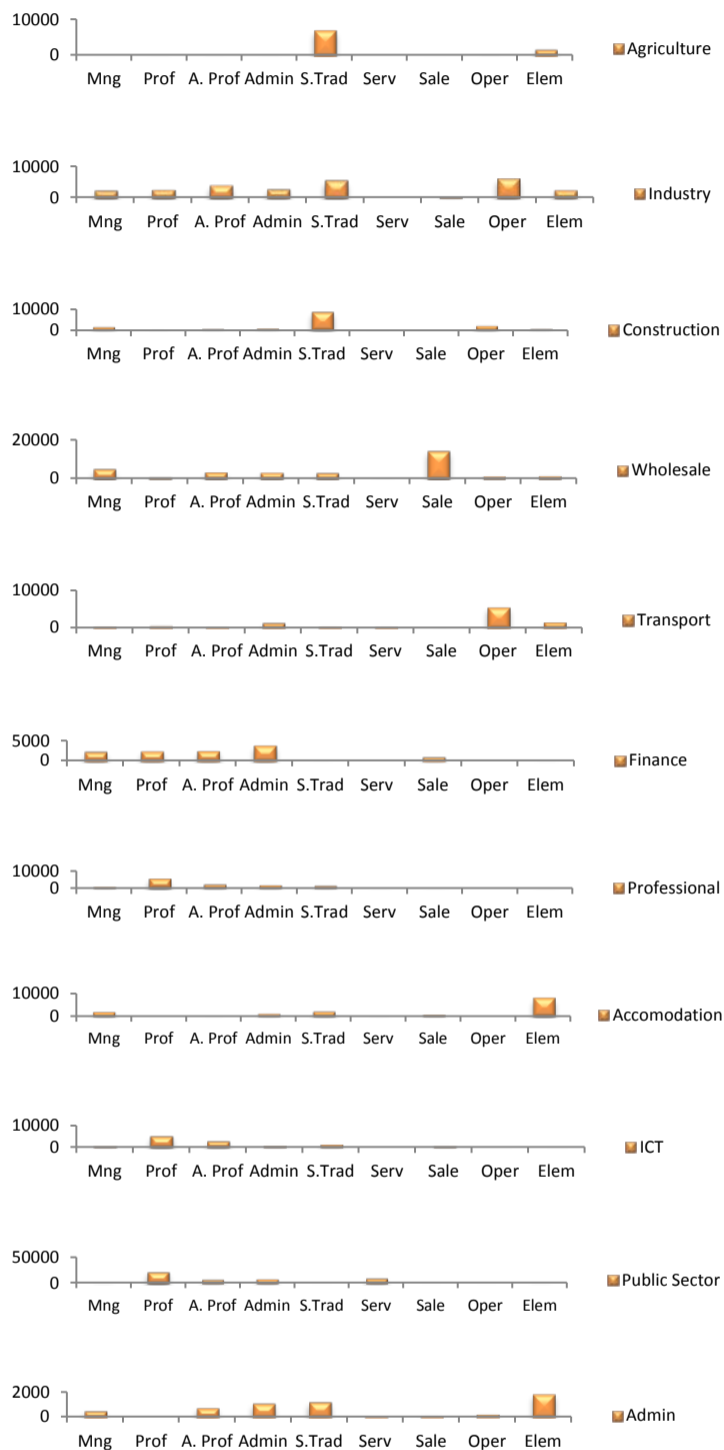 10000
0
Mng Prof A. Prof Admin S.Trad Serv Sale Oper Elem
Agriculture
10000
0
Mng Prof A. Prof Admin S.Trad Serv Sale Oper Elem
Industry
10000
0
Mng Prof A. Prof Admin S.Trad Serv Sale Oper Elem
Construction
20000
0
Mng Prof A. Prof Admin S.Trad Serv Sale Oper Elem
Wholesale
10000
0
Mng Prof A. Prof Admin S.Trad Serv Sale Oper Elem
Transport
5000
0
Mng Prof A. Prof Admin S.Trad Serv Sale Oper Elem
Finance
10000
0
Mng Prof A. Prof Admin S.Trad Serv Sale Oper Elem
Professional
10000
0
Mng Prof A. Prof Admin S.Trad Serv Sale Oper Elem
Accomodation
10000
0
Mng Prof A. Prof Admin S.Trad Serv Sale Oper Elem
ICT
50000
0
Mng Prof A. Prof Admin S.Trad Serv Sale Oper Elem
Public Sector
2000
0
Mng Prof A. Prof Admin S.Trad Serv Sale Oper Elem
Admin